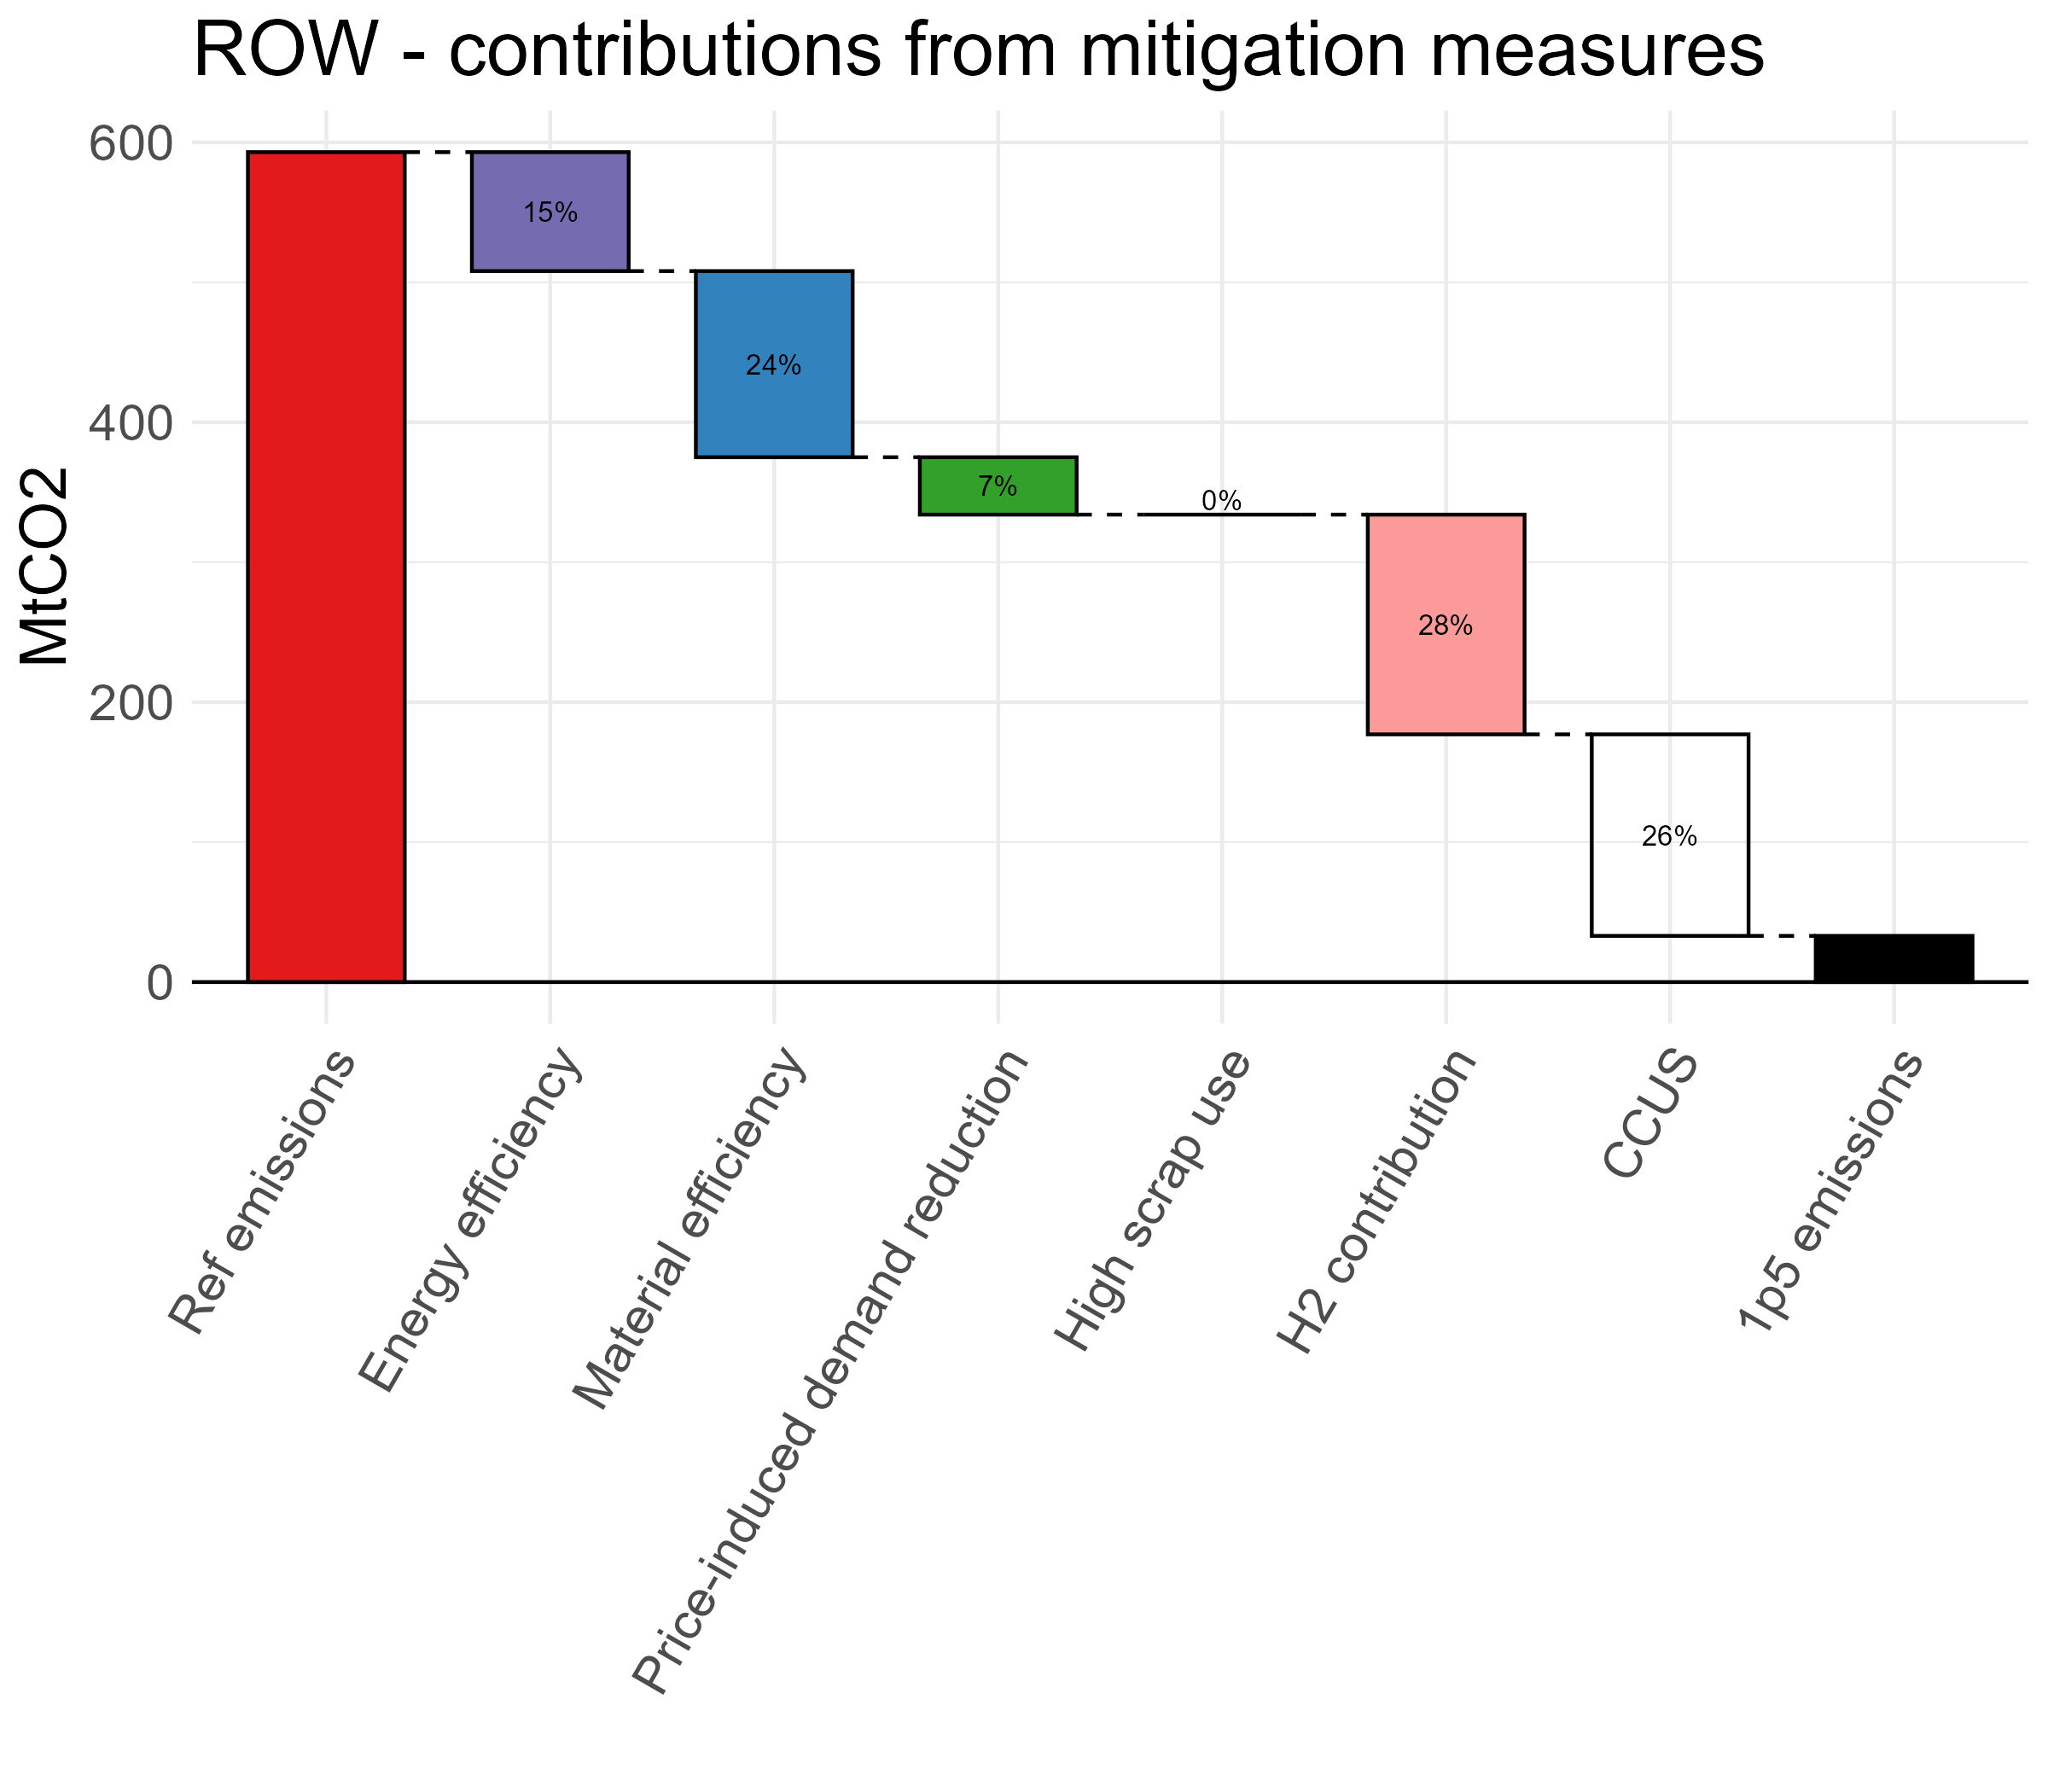 ROW - contributions from mitigation measures
MtCO2
600
400
200
0
15%
24%
7%
0%
28%
26%
Ref emissions
Energy efficiency
Material efficiency
Price-induced demand reduction
High scrap use
H2 contribution
CCUS
1p5 emissions